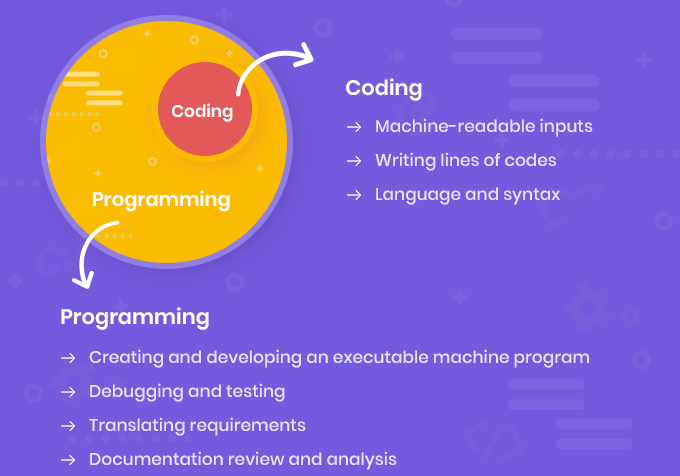 Coding
Programming
Coding
→ Machine-readable inputs
→ Writing lines of codes
→ Language and syntax
Programming
→ Creating and developing an executable machine program
→ Debugging and testing
→ Translating requirements
→ Documentation review and analysis